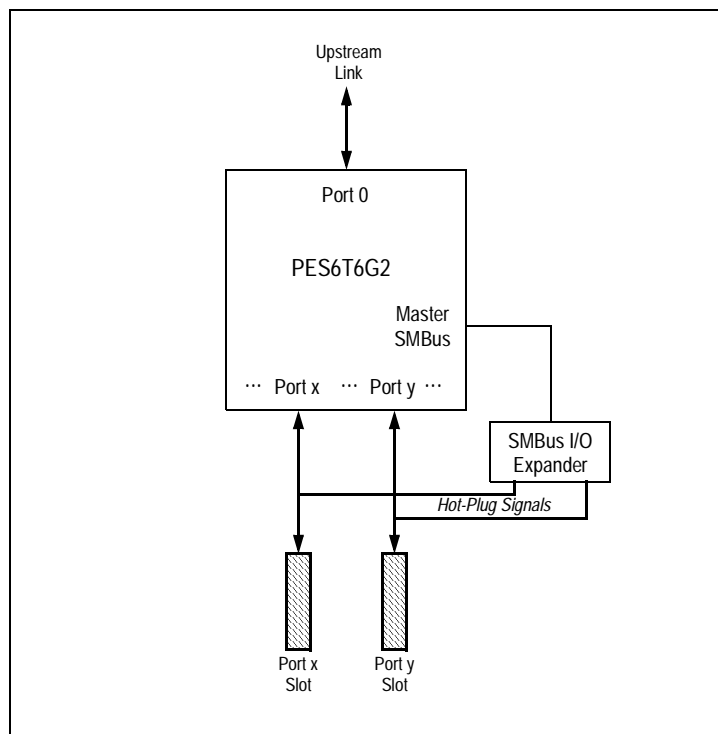 Upstream
Link
Port 0
PES6T6G2
Master
SMBus
··· Port x ··· Port y ···
SMBus I/O
Expander
Hot-Plug Signals
Port x
Slot
Port y
Slot